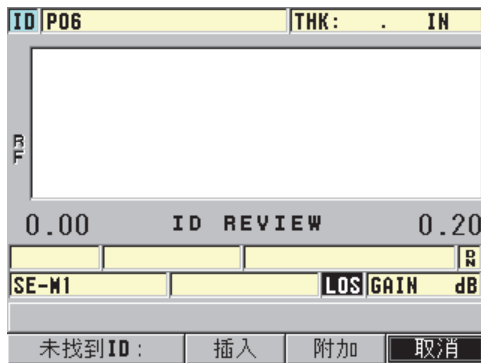 ID P06 THK: . IN
RF
0.00 ID REVIEW 0.20
DN
SE-M1 LOS GAIN dB
未找到ID: 插入 附加 取消